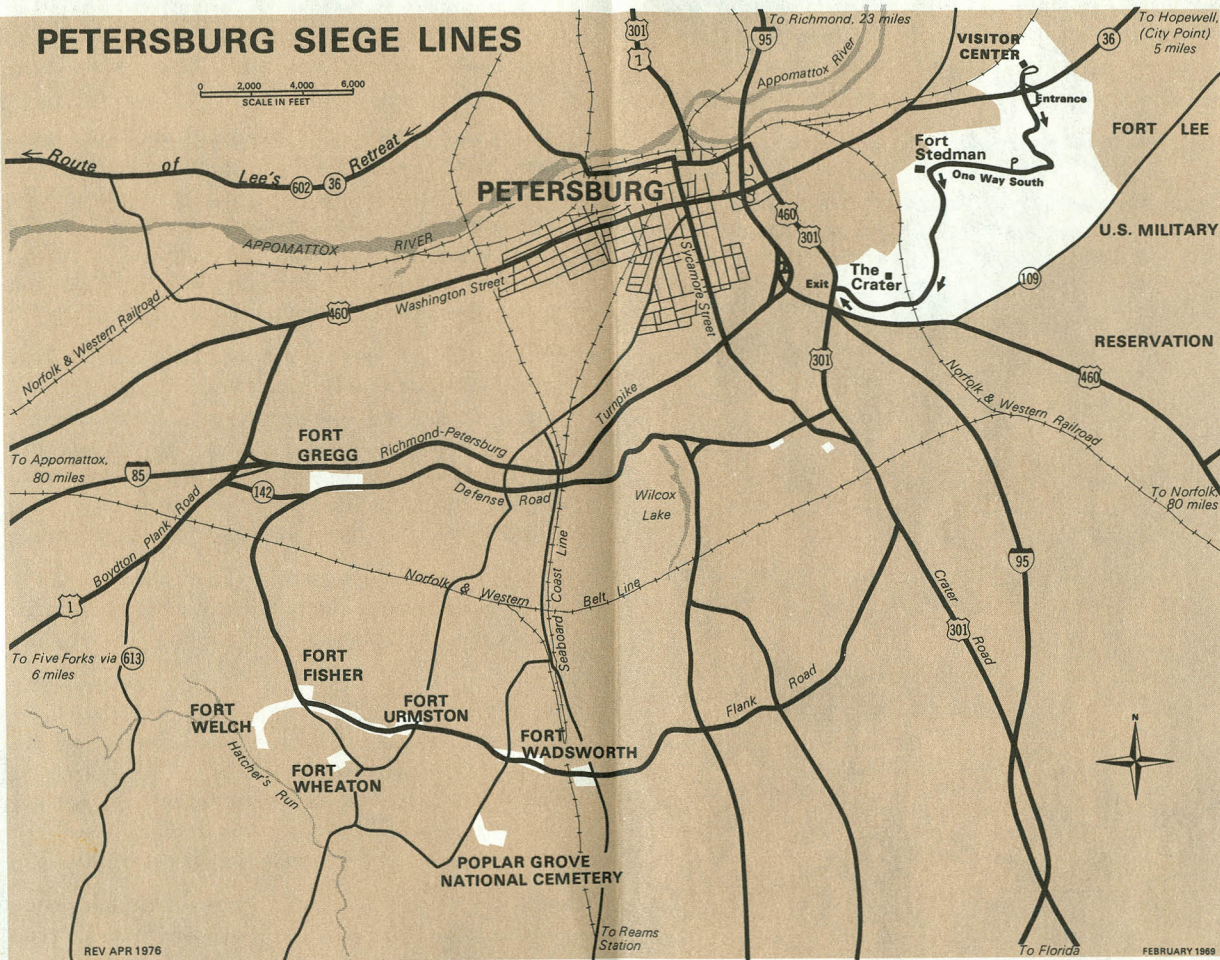 PETERSBURG SIEGE LINES
0 2,000 4,000 6,000
SCALE IN FEET
301
1
95
To Richmond, 23 miles
Appomattox River
VISITOR
CENTER
36
To Hopewell,
(City Point)
5 miles
Entrance
FORT LEE
Fort
Stedman
One Way South
U.S. MILITARY
RESERVATION
Route of Lee's Retreat
602
36
PETERSBURG
APPOMATTOX RIVER
460
301
The
Crater
Exit
109
Sycamore Street
Washington Street
460
Norfolk & Western Railroad
301
460
Norfolk & Western Railroad
Turnpike
Richmond-Petersburg
FORT
GREGG
To Appomattox,
80 miles
85
142
Defense Road
Wilcox
Lake
To Norfolk,
80 miles
Boydton Plank Road
1
Norfolk & Western Belt Line
Seaboard Coast Line
95
Crater Road
301
To Five Forks via 613
6 miles
FORT
FISHER
FORT
WELCH
FORT
URMSTON
Flank Road
FORT
WADSWORTH
FORT
WHEATON
Hatcher's Run
N
POPLAR GROVE
NATIONAL CEMETERY
To Reams
Station
To Florida
REV APR 1976
FEBRUARY 1969